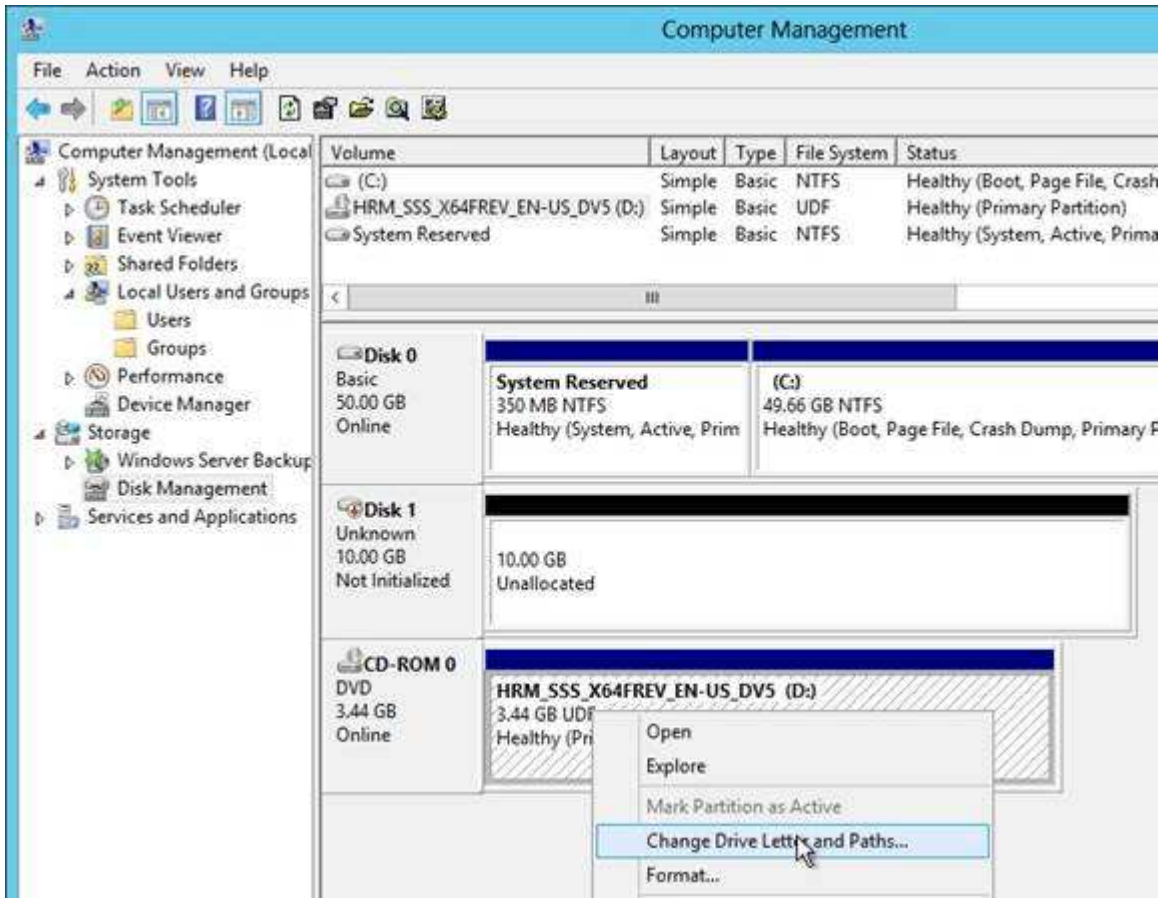 Computer Management
File Action View Help
Computer Management (Local
System Tools
Task Scheduler
Event Viewer
Shared Folders
Local Users and Groups
Users
Groups
Performance
Device Manager
Storage
Windows Server Backup
Disk Management
Services and Applications
Volume Layout Type File System Status
(C:) Simple Basic NTFS Healthy (Boot, Page File, Crash
HRM_SSS_X64FREV_EN-US_DV5 (D:) Simple Basic UDF Healthy (Primary Partition)
System Reserved Simple Basic NTFS Healthy (System, Active, Prima
Disk 0
Basic
50.00 GB
Online
System Reserved
350 MB NTFS
Healthy (System, Active, Prim
(C:)
49.66 GB NTFS
Healthy (Boot, Page File, Crash Dump, Primary P
Disk 1
Unknown
10.00 GB
Not Initialized
10.00 GB
Unallocated
CD-ROM 0
DVD
3.44 GB
Online
HRM_SSS_X64FREV_EN-US_DV5 (D:)
3.44 GB UDF
Healthy (Pri
Open
Explore
Mark Partition as Active
Change Drive Letter and Paths...
Format...